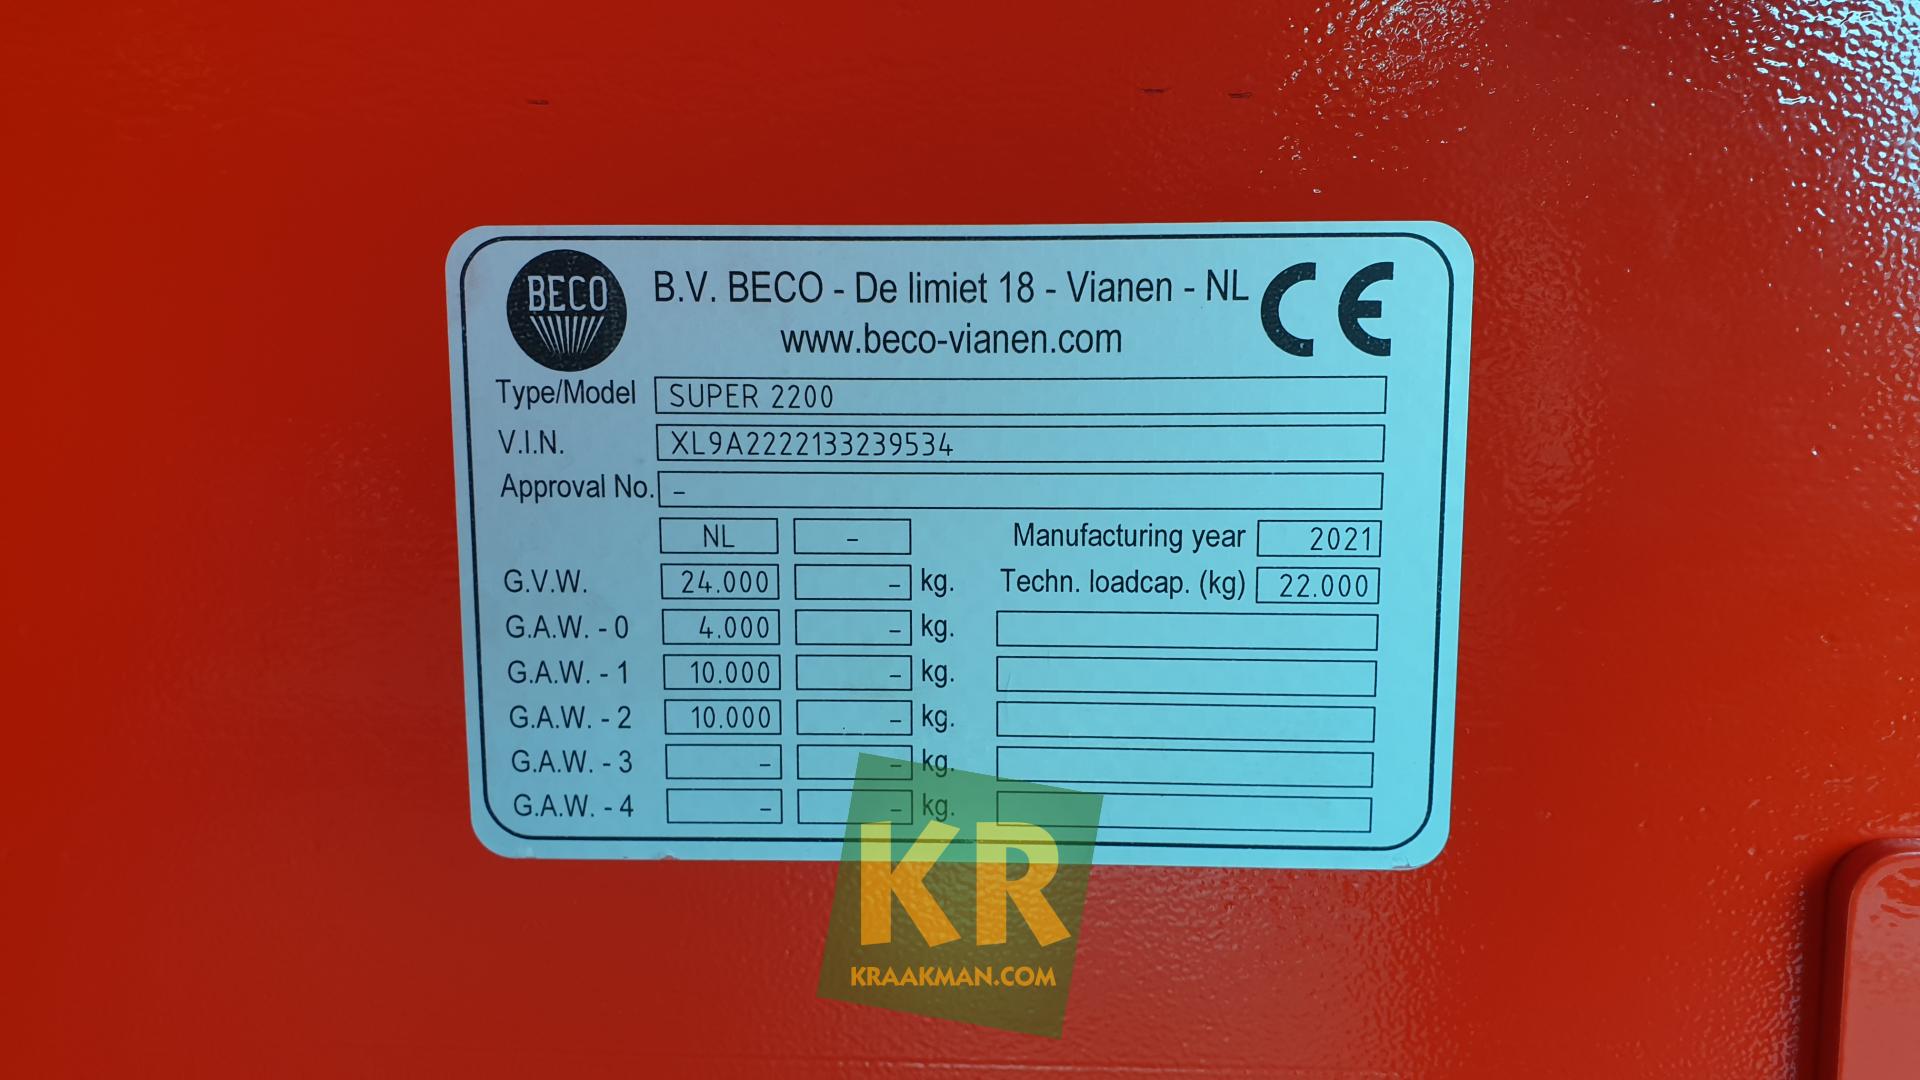 BECO
B.V. BECO - De limiet 18 - Vianen - NL
CE
www.beco-vianen.com
Type/Model SUPER 2200
V.I.N. XL9A2222133239534
Approval No. -
NL - Manufacturing year 2021
G.V.W. 24.000 - kg. Techn. loadcap. (kg) 22.000
G.A.W. - 0 4.000 - kg.
G.A.W. - 1 10.000 - kg.
G.A.W. - 2 10.000 - kg.
G.A.W. - 3 - - kg.
G.A.W. - 4 - - kg.
KR
KRAAKMAN.COM